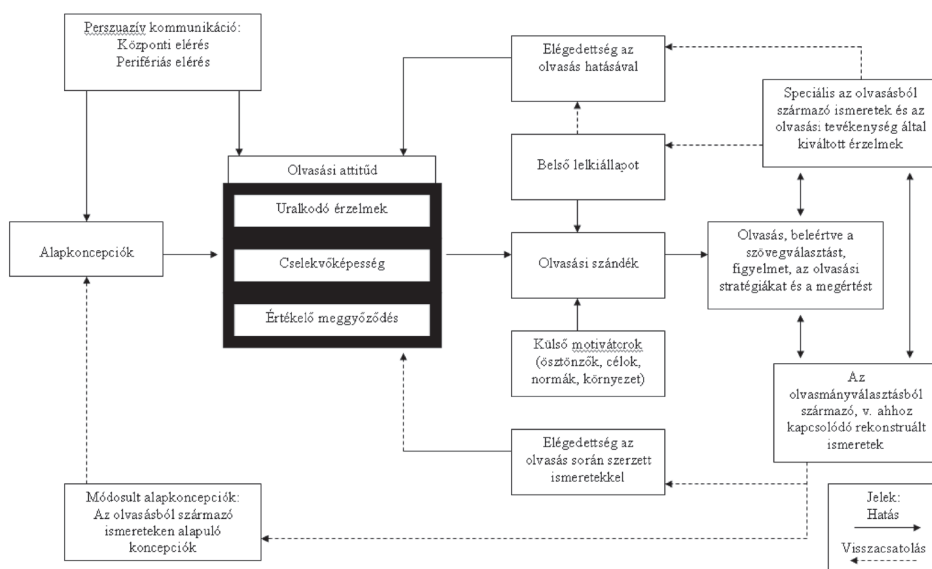 Perszuazív kommunikáció:
Központi elérés
Perifériás elérés
Elégedettség az
olvasás hatásával
Speciális az olvasásból
származó ismeretek és az
olvasási tevékenység által
kiváltott érzelmek
Belső lelkiállapot
Olvasási attitűd
Uralkodó érzelmek
Cselekvőképesség
Értékelő meggyőződés
Alapkoncepciók
Olvasási szándék
Olvasás, beleértve a
szövegválasztást,
figyelmet, az olvasási
stratégiákat és a megértést
Külső motivátorok
(ösztönzők, célok,
normák, környezet)
Az
olvasmányválasztásból
származó, v. ahhoz
kapcsolódó rekonstruált
ismeretek
Elégedettség az
olvasás során szerzett
ismeretekkel
Módosult alapkoncepciók:
Az olvasásból származó
ismereteken alapuló
koncepciók
Jelek:
Hatás
Visszacsatolás